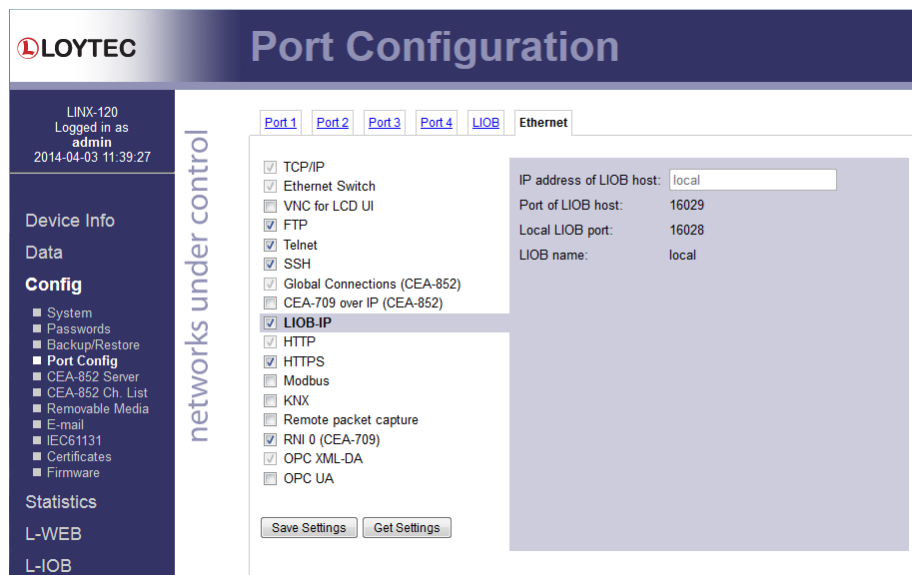 LOYTEC
Port Configuration
LINX-120
Logged in as
admin
2014-04-03 11:39:27
Device Info
Data
Config
System
Passwords
Backup/Restore
Port Config
CEA-852 Server
CEA-852 Ch. List
Removable Media
E-mail
IEC61131
Certificates
Firmware
Statistics
L-WEB
L-IOB
networks under control
Port 1 Port 2 Port 3 Port 4 LIOB Ethernet
TCP/IP
Ethernet Switch
VNC for LCD UI
FTP
Telnet
SSH
Global Connections (CEA-852)
CEA-709 over IP (CEA-852)
LIOB-IP
HTTP
HTTPS
Modbus
KNX
Remote packet capture
RNI 0 (CEA-709)
OPC XML-DA
OPC UA
Save Settings Get Settings
IP address of LIOB host: local
Port of LIOB host: 16029
Local LIOB port: 16028
LIOB name: local